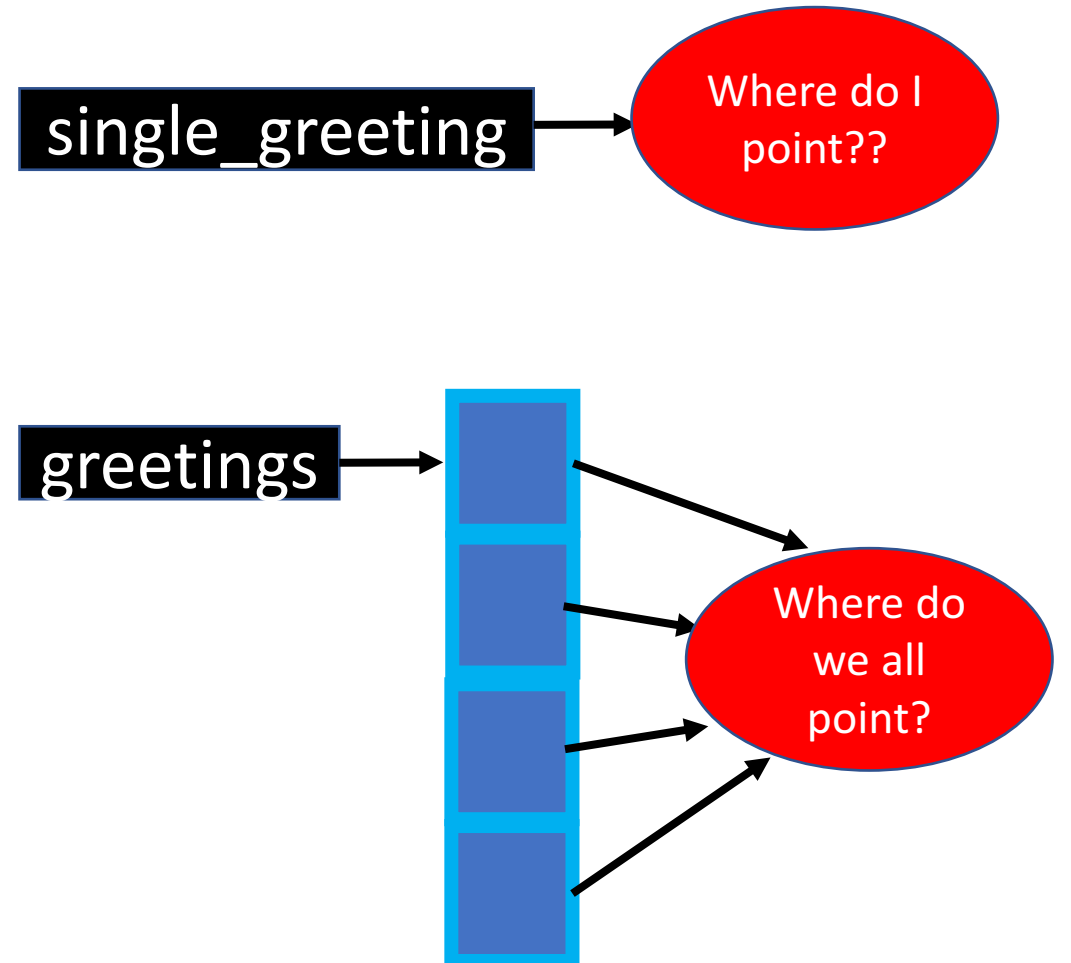 single_greeting
Where do I
point??
greetings
Where do
we all
point?